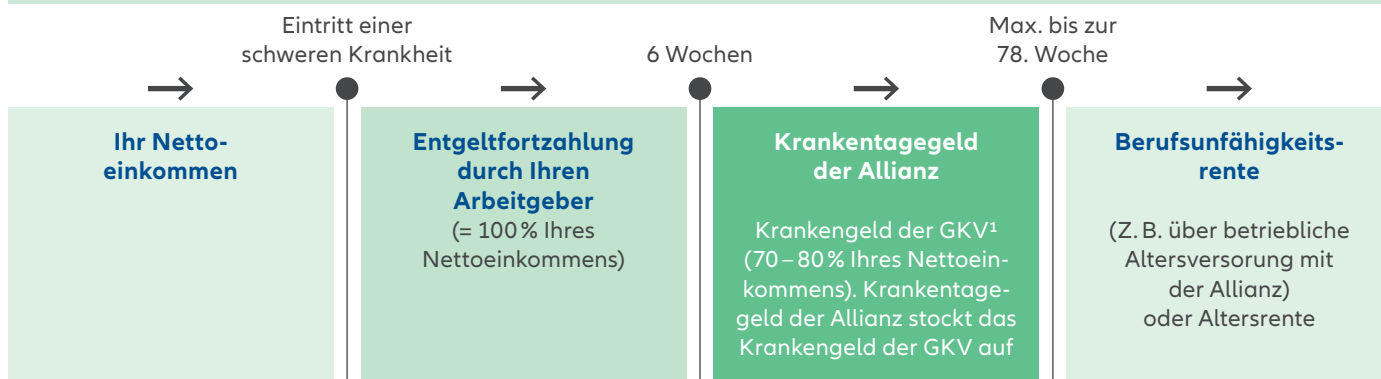 Eintritt einer
schweren Krankheit
6 Wochen
Max. bis zur
78. Woche
Ihr Netto-
einkommen
Entgeltfortzahlung
durch Ihren
Arbeitgeber
(= 100 % Ihres
Nettoeinkommens)
Krankentagegeld
der Allianz
Krankengeld der GKV¹
(70 – 80 % Ihres Nettoein-
kommens). Krankentage-
geld der Allianz stockt das
Krankengeld der GKV auf
Berufsunfähigkeits-
rente
(Z. B. über betriebliche
Altersversorung mit
der Allianz)
oder Altersrente